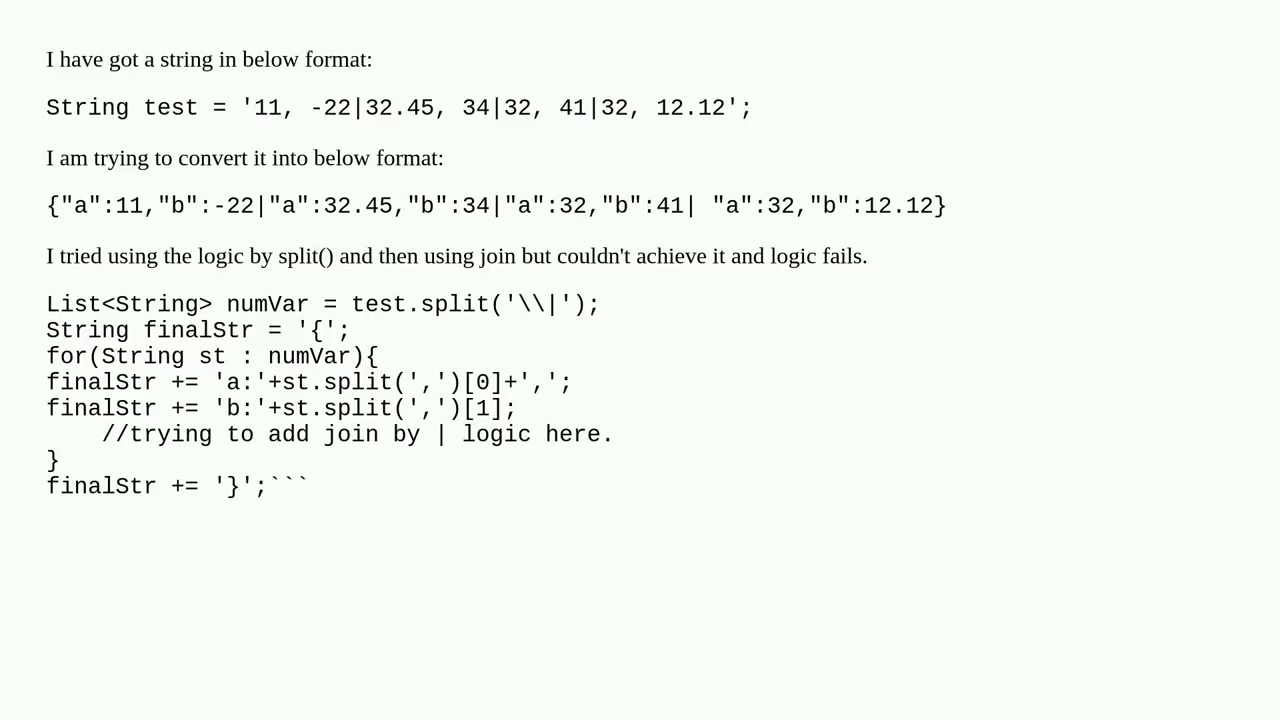 I have got a string in below format:
String test = '11, -22|32.45, 34|32, 41|32, 12.12';
I am trying to convert it into below format:
{"a":11,"b":-22|"a":32.45,"b":34|"a":32,"b":41| "a":32,"b":12.12}
I tried using the logic by split() and then using join but couldn't achieve it and logic fails.
List<String> numVar = test.split('\\|');
String finalStr = '{';
for(String st : numVar){
finalStr += 'a:'+st.split(',')[0]+',';
finalStr += 'b:'+st.split(',')[1];
    //trying to add join by | logic here.
}
finalStr += '}';```